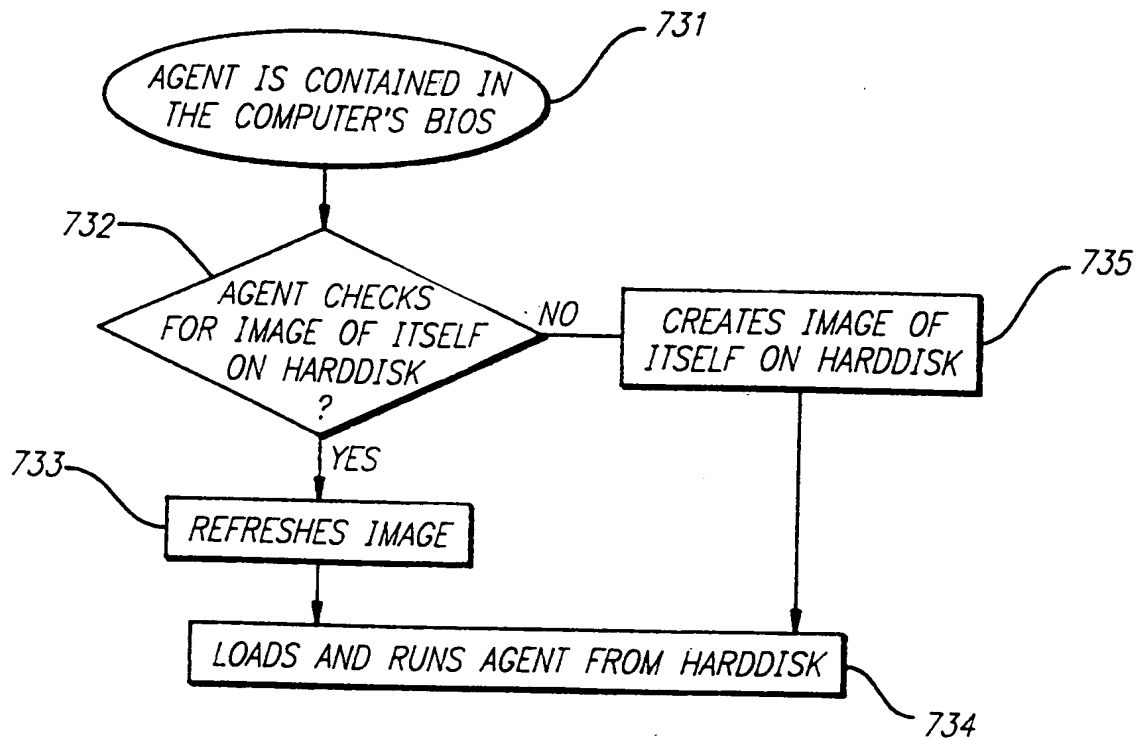 731
AGENT IS CONTAINED IN
THE COMPUTER'S BIOS
732
AGENT CHECKS
FOR IMAGE OF ITSELF
ON HARDDISK
?
NO
735
CREATES IMAGE OF
ITSELF ON HARDDISK
YES
733
REFRESHES IMAGE
LOADS AND RUNS AGENT FROM HARDDISK
734